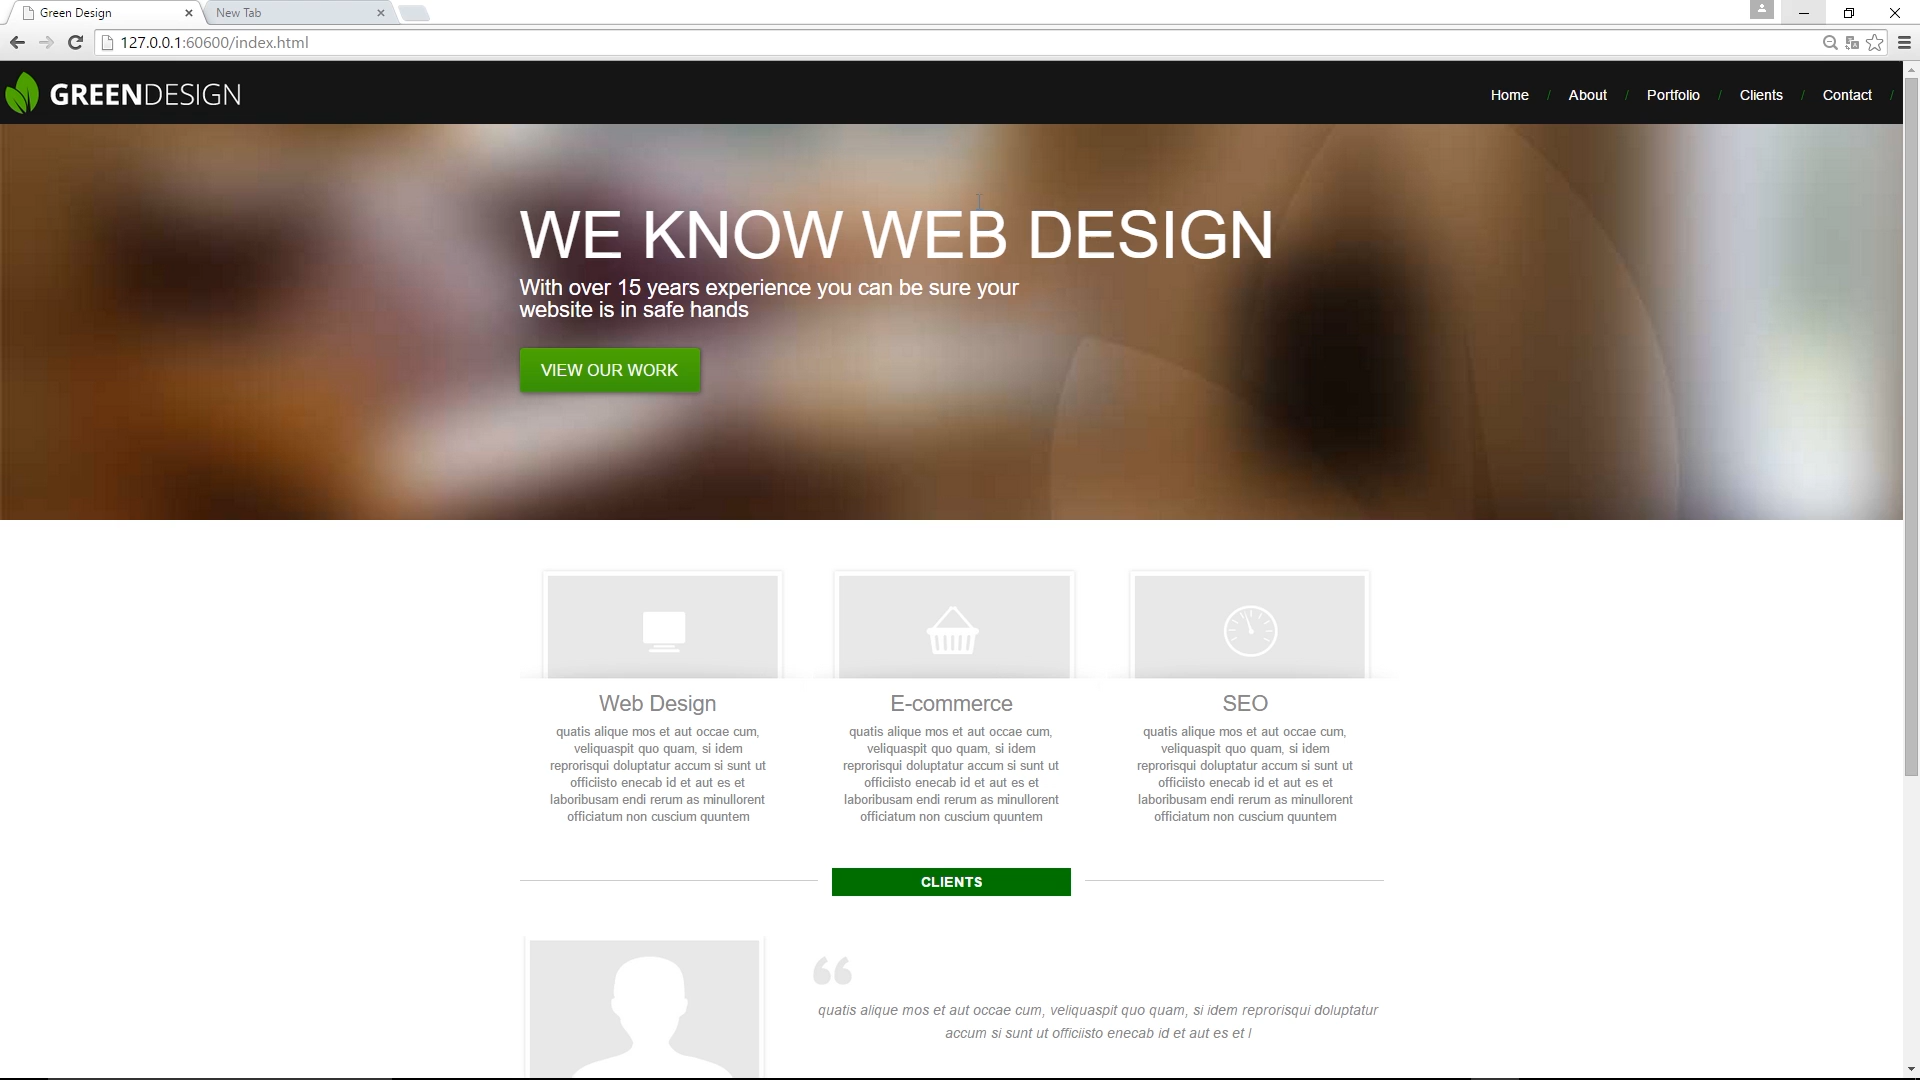 Green Design
New Tab
127.0.0.1:60600/index.html
GREENDESIGN
Home / About / Portfolio / Clients / Contact /
WE KNOW WEB DESIGN
With over 15 years experience you can be sure your
website is in safe hands
VIEW OUR WORK
Web Design
quatis alique mos et aut occae cum,
veliquaspit quo quam, si idem
reprorisqui doluptatur accum si sunt ut
officiisto enecab id et aut es et
laboribusam endi rerum as minullorent
officiatum non cuscium quuntem
E-commerce
quatis alique mos et aut occae cum,
veliquaspit quo quam, si idem
reprorisqui doluptatur accum si sunt ut
officiisto enecab id et aut es et
laboribusam endi rerum as minullorent
officiatum non cuscium quuntem
SEO
quatis alique mos et aut occae cum,
veliquaspit quo quam, si idem
reprorisqui doluptatur accum si sunt ut
officiisto enecab id et aut es et
laboribusam endi rerum as minullorent
officiatum non cuscium quuntem
CLIENTS
“
quatis alique mos et aut occae cum, veliquaspit quo quam, si idem reprorisqui doluptatur
accum si sunt ut officiisto enecab id et aut es et l